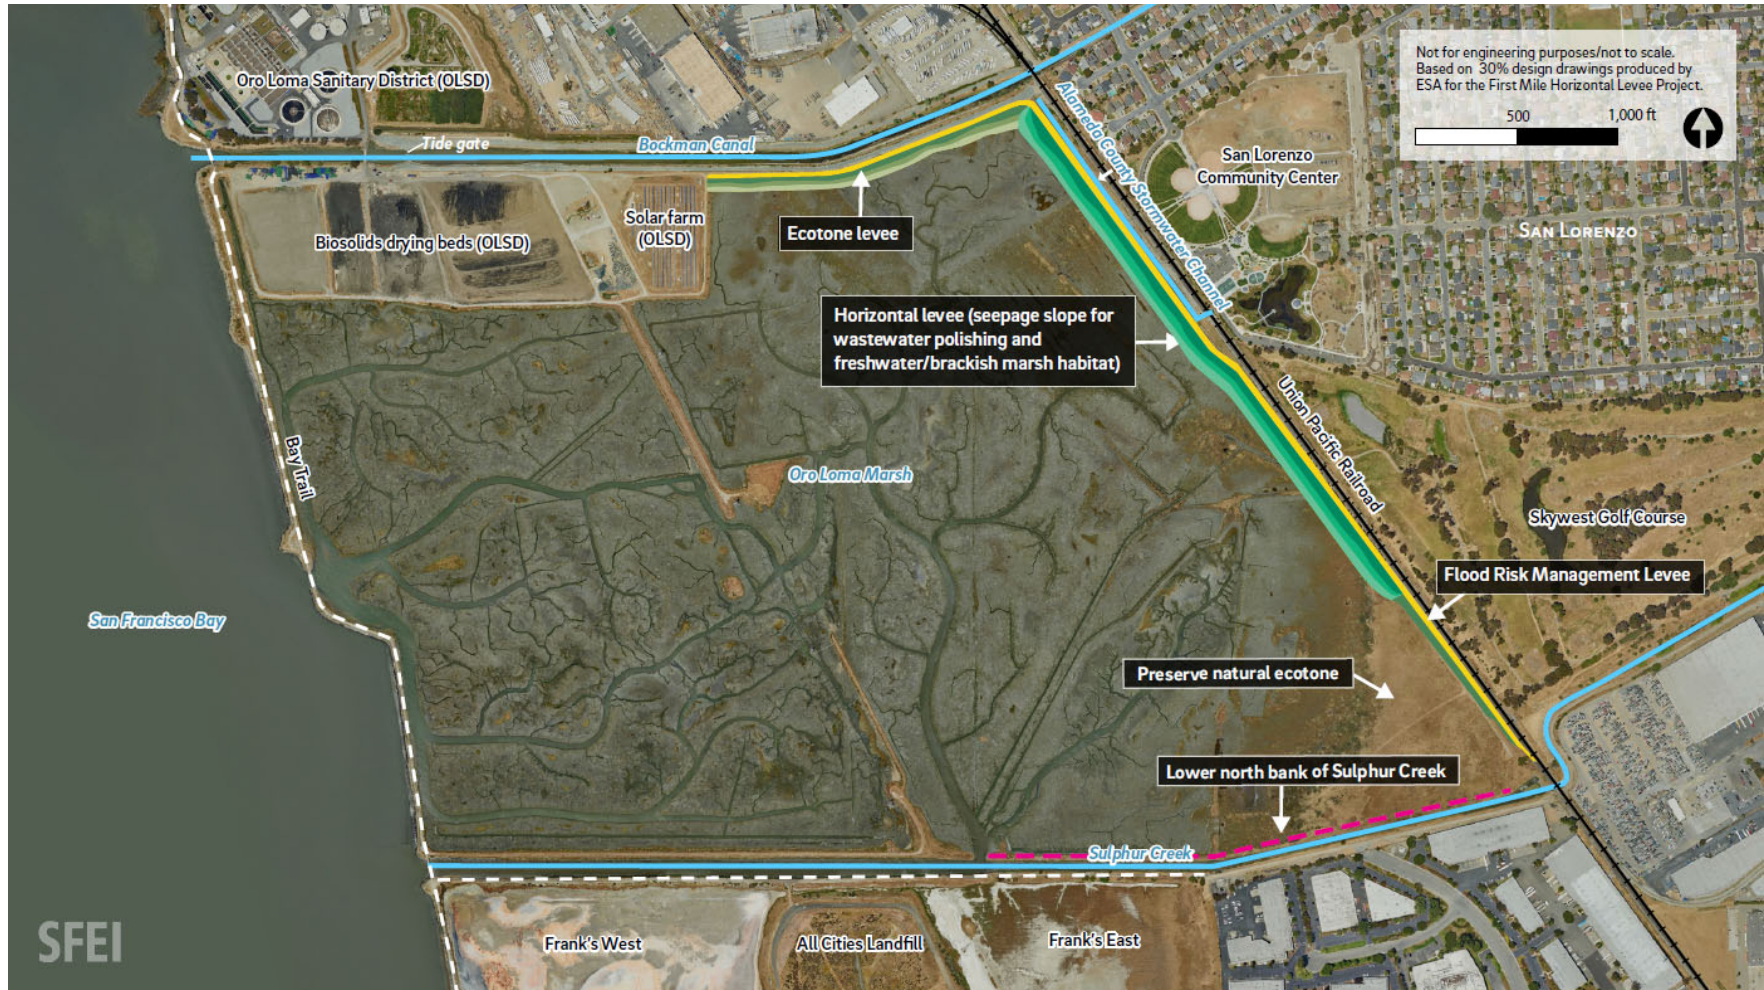 Not for engineering purposes/not to scale.
Based on 30% design drawings produced by
ESA for the First Mile Horizontal Levee Project.
500
1,000 ft
Oro Loma Sanitary District (OLSD)
Tide gate
Bockman Canal
Alameda County Stormwater Channel
San Lorenzo
Community Center
SAN LORENZO
Biosolids drying beds (OLSD)
Solar farm
(OLSD)
Ecotone levee
Horizontal levee (seepage slope for
wastewater polishing and
freshwater/brackish marsh habitat)
Union Pacific Railroad
Bay Trail
Oro Loma Marsh
Skywest Golf Course
Flood Risk Management Levee
San Francisco Bay
Preserve natural ecotone
Lower north bank of Sulphur Creek
Sulphur Creek
Frank's West
All Cities Landfill
Frank's East
SFEI